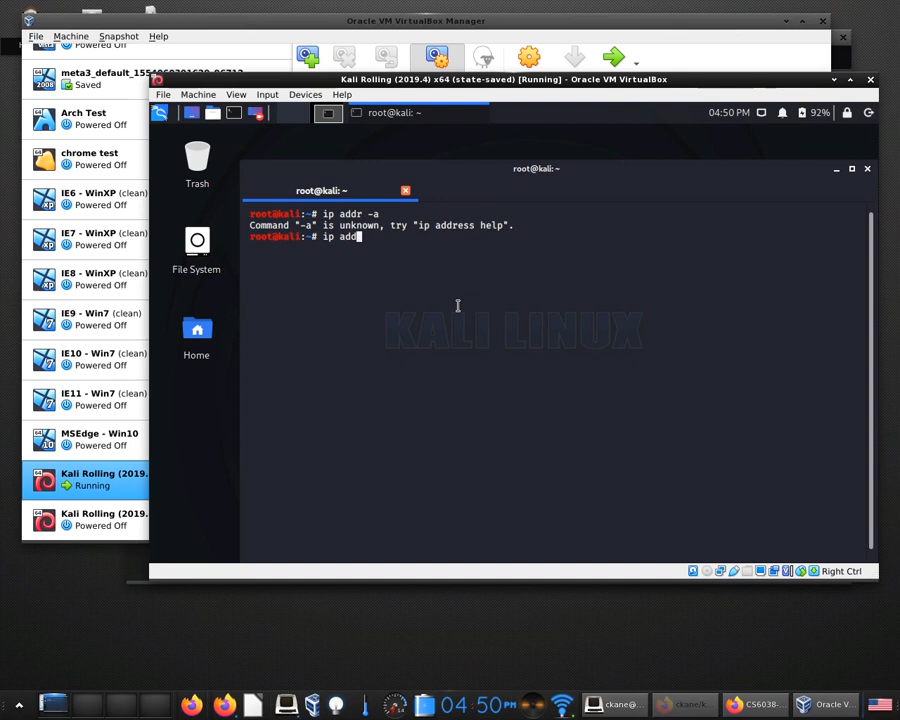 Oracle VM VirtualBox Manager
File Machine Snapshot Help
Powered Off
Saved
Arch Test
Powered Off
chrome test
Powered Off
IE6 - WinXP (clean)
Powered Off
IE7 - WinXP (clean)
Powered Off
IE8 - WinXP (clean)
Powered Off
IE9 - Win7 (clean)
Powered Off
IE10 - Win7 (clean)
Powered Off
IE11 - Win7 (clean)
Powered Off
MSEdge - Win10
Powered Off
Kali Rolling (2019.
Running
Kali Rolling (2019.
Powered Off
Kali Rolling (2019.4) x64 (state-saved) [Running] - Oracle VM VirtualBox
File Machine View Input Devices Help
root@kali: ~
04:50 PM
92%
Trash
File System
Home
root@kali: ~
root@kali: ~
root@kali:~# ip addr -a
Command "-a" is unknown, try "ip address help".
root@kali:~# ip add
KALI LINUX
Right Ctrl
04:50 PM
ckane@...
ckane/k
CS6038-...
Oracle V...